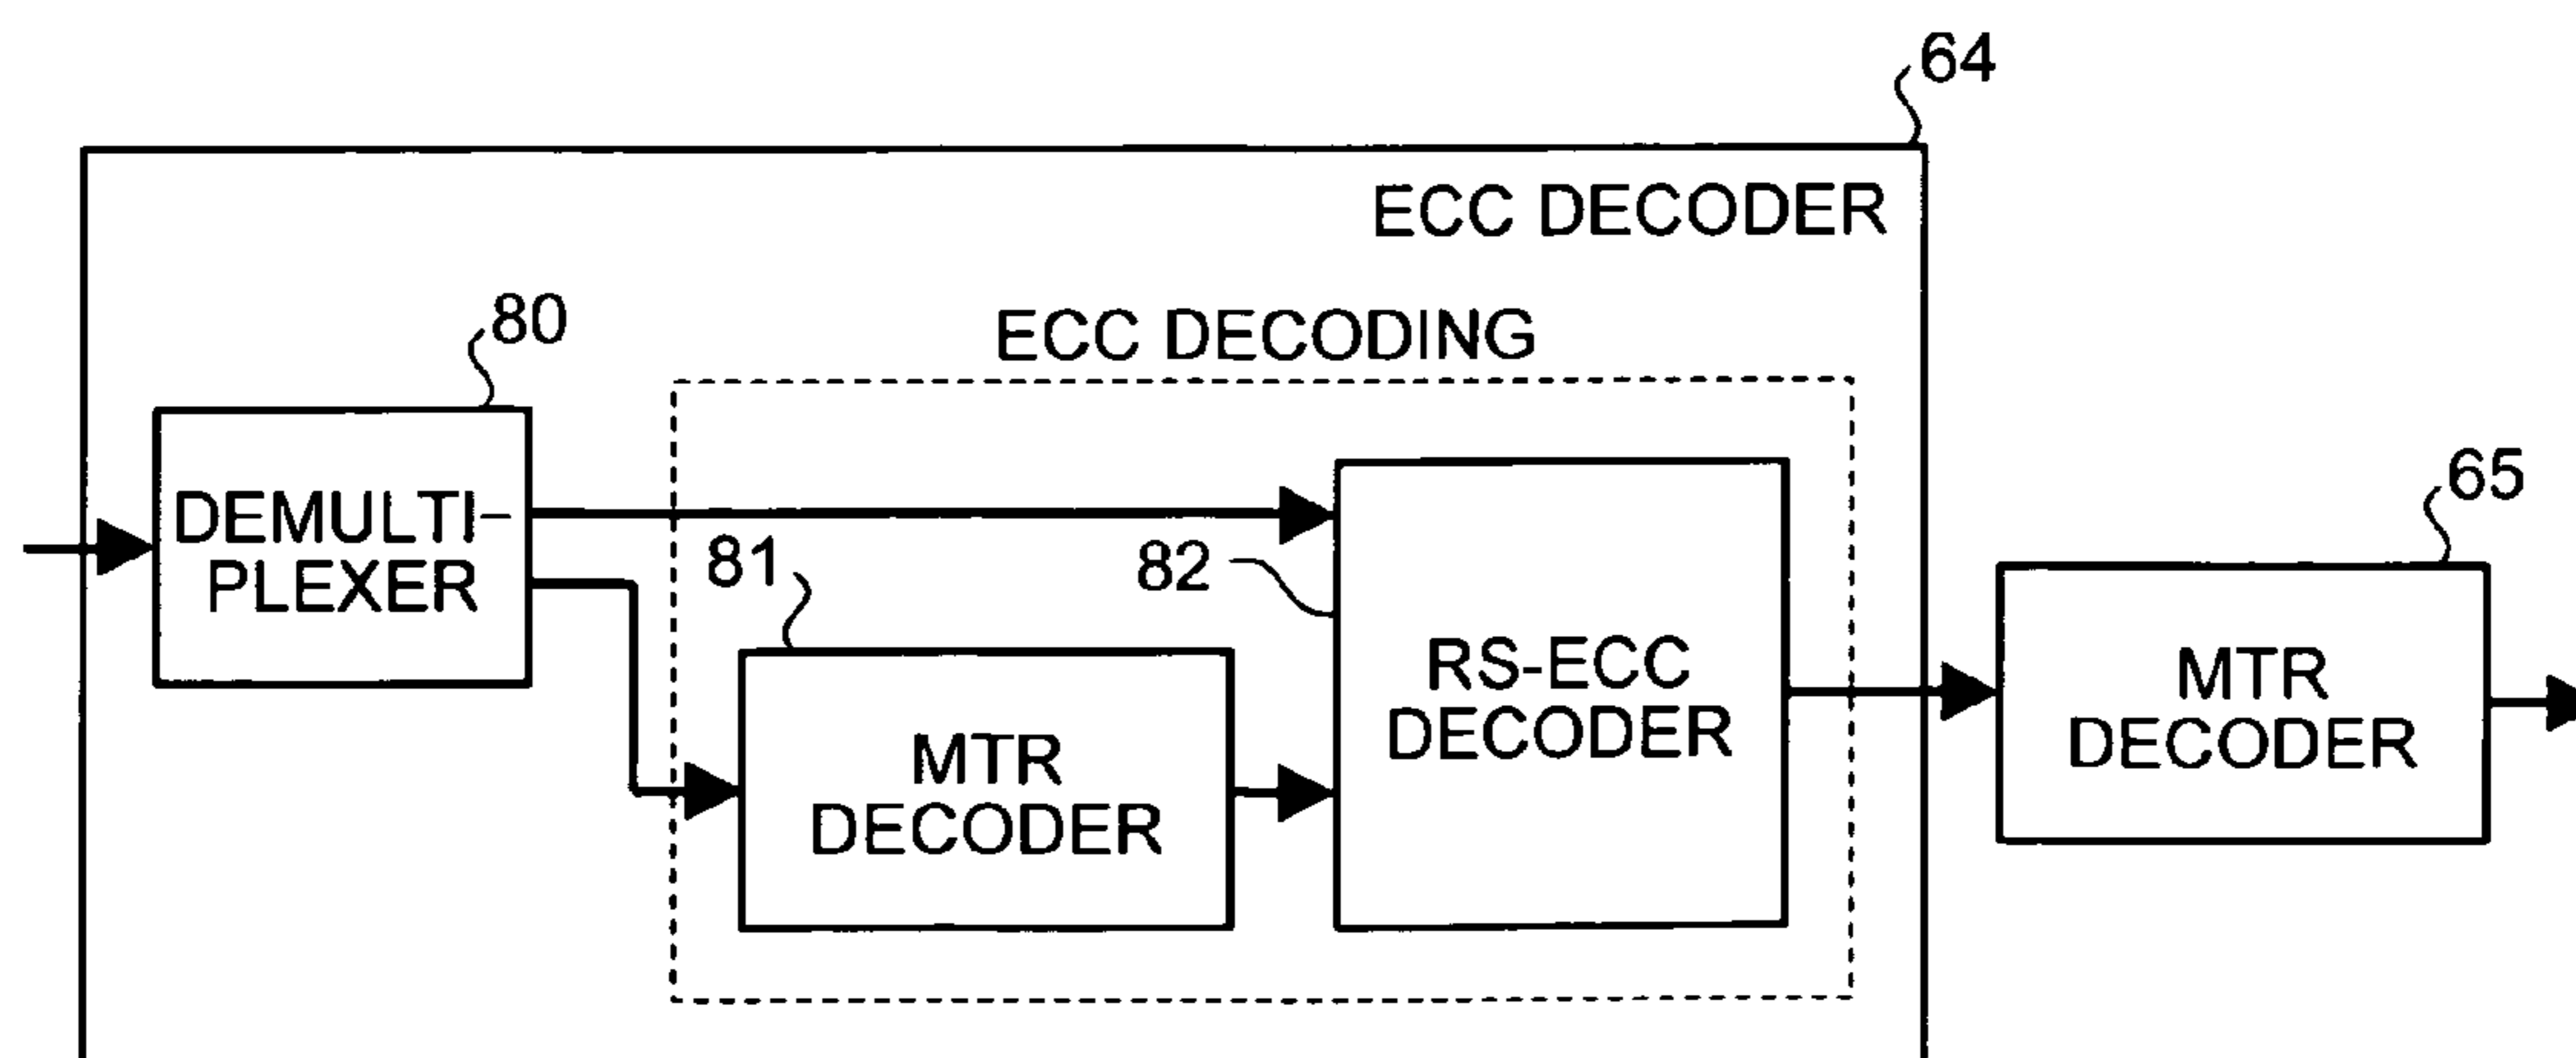 64
ECC DECODER
80
ECC DECODING
DEMULTI-
PLEXER
81
82
65
RS-ECC
DECODER
MTR
DECODER
MTR
DECODER